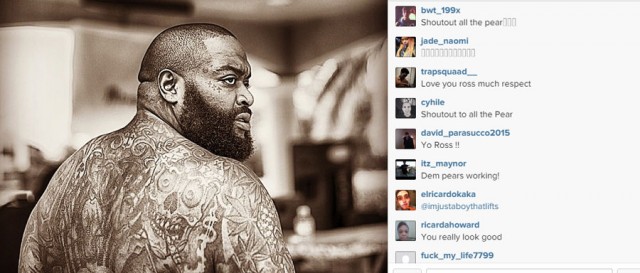 bwt_199x
Shoutout all the pear▯▯▯
jade_naomi
▯▯▯▯▯▯▯▯▯▯▯▯
trapsquaad__
Love you ross much respect
cyhile
Shoutout to all the Pear
david_parasucco2015
Yo Ross !!
itz_maynor
Dem pears working!
elricardokaka
@imjustaboythatlifts
ricardahoward
You really look good
fuck_my_life7799